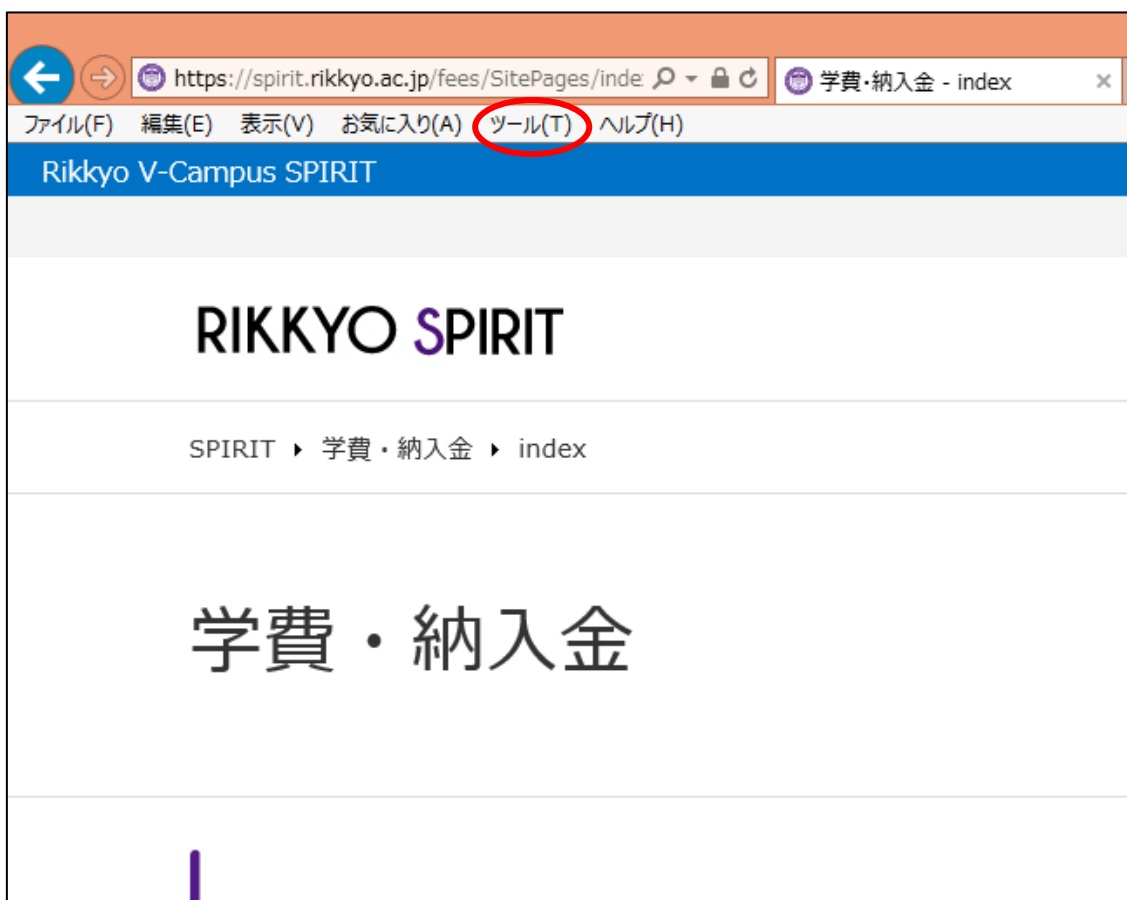 https://spirit.rikkyo.ac.jp/fees/SitePages/inde
学費・納入金 - index
ファイル(F) 編集(E) 表示(V) お気に入り(A) ツール(T) ヘルプ(H)
Rikkyo V-Campus SPIRIT
RIKKYO SPIRIT
SPIRIT ▸ 学費・納入金 ▸ index
学費・納入金